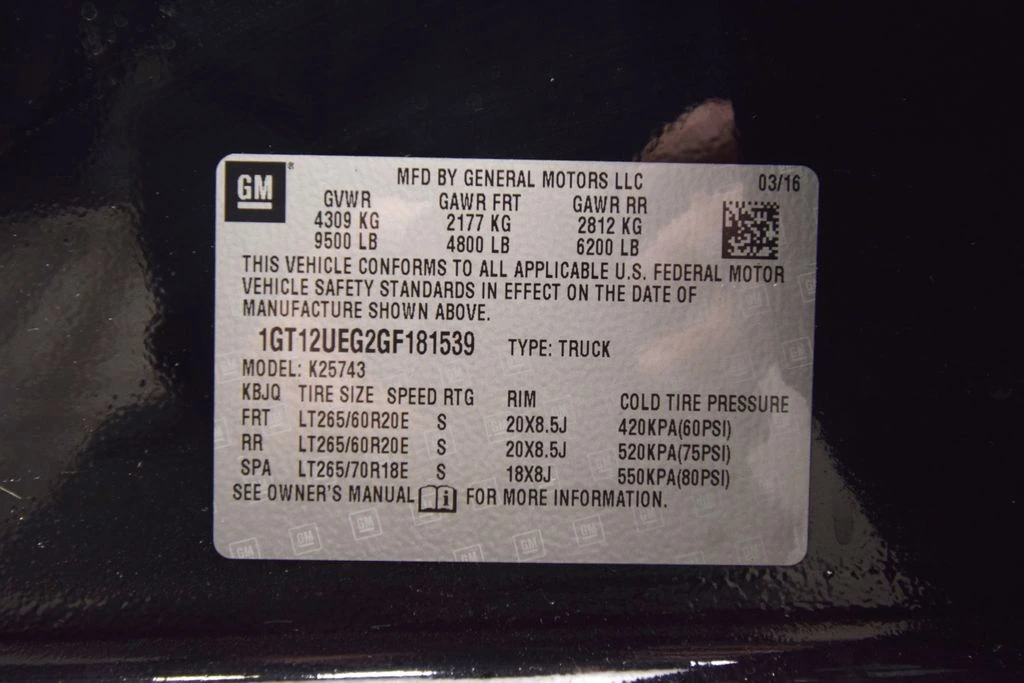 GM
MFD BY GENERAL MOTORS LLC 03/16
GVWR GAWR FRT GAWR RR
4309 KG 2177 KG 2812 KG
9500 LB 4800 LB 6200 LB
THIS VEHICLE CONFORMS TO ALL APPLICABLE U.S. FEDERAL MOTOR
VEHICLE SAFETY STANDARDS IN EFFECT ON THE DATE OF
MANUFACTURE SHOWN ABOVE.
1GT12UEG2GF181539 TYPE: TRUCK
MODEL: K25743
KBJQ TIRE SIZE SPEED RTG RIM COLD TIRE PRESSURE
FRT LT265/60R20E S 20X8.5J 420KPA(60PSI)
RR LT265/60R20E S 20X8.5J 520KPA(75PSI)
SPA LT265/70R18E S 18X8J 550KPA(80PSI)
SEE OWNER'S MANUAL i FOR MORE INFORMATION.